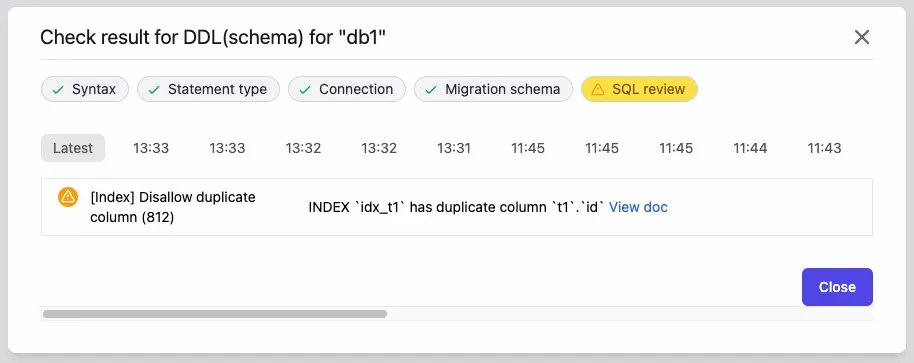 Check result for DDL(schema) for "db1"
Syntax Statement type Connection Migration schema SQL review
Latest 13:33 13:33 13:32 13:32 13:31 11:45 11:45 11:45 11:44 11:43
[Index] Disallow duplicate
column (812)
INDEX `idx_t1` has duplicate column `t1`.`id` View doc
Close